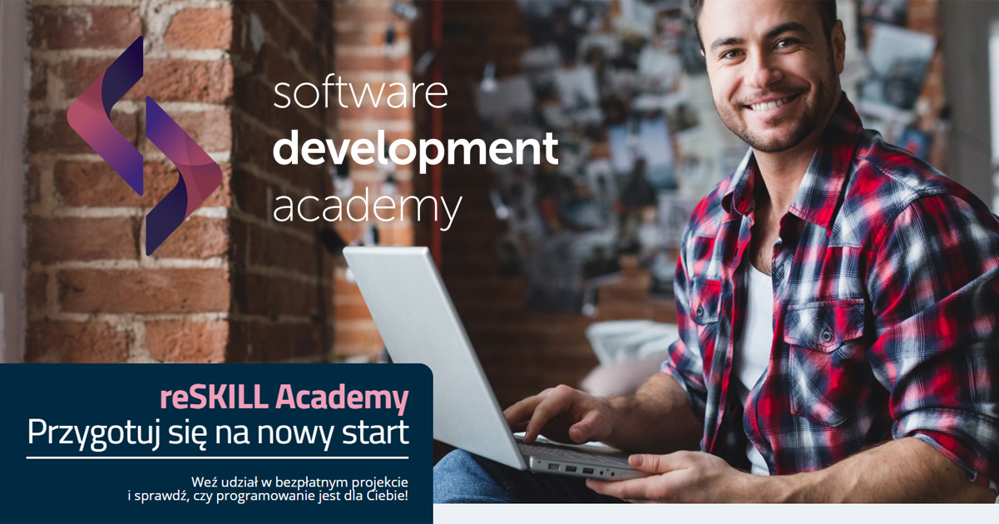 software
development
academy
reSKILL Academy
Przygotuj się na nowy start
Weź udział w bezpłatnym projekcie
i sprawdź, czy programowanie jest dla Ciebie!